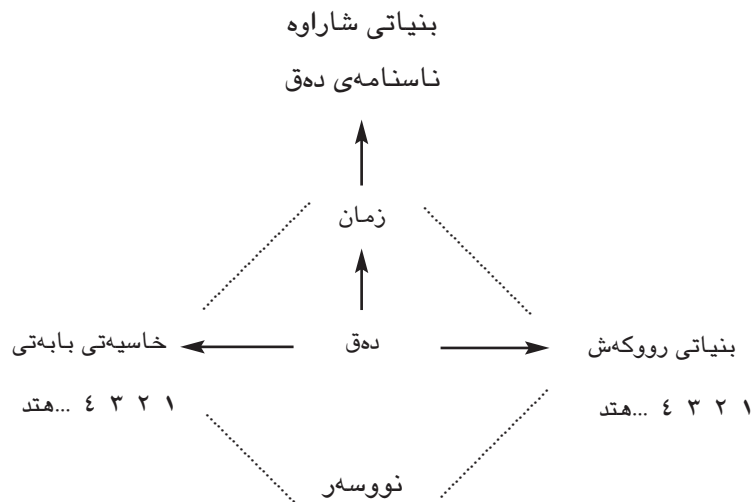 بنیاتی شاراوه
ناسنامەی دەق
زمان
بنیاتی رووکەش
دەق
خاسیەتی بابەتی
١ ٢ ٣ ٤ ...هتد
١ ٢ ٣ ٤ ...هتد
نووسەر